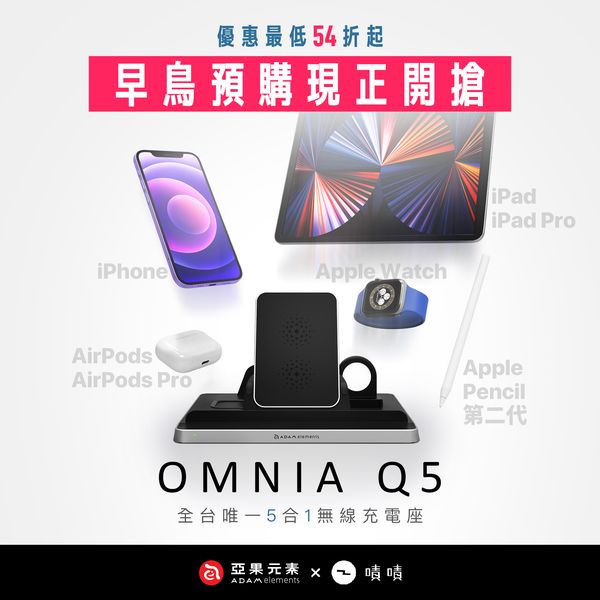 優惠最低54折起
早鳥預購現正開搶
iPad
iPad Pro
iPhone
Apple Watch
AirPods
AirPods Pro
Apple
Pencil
第二代
ADAM elements
OMNIA Q5
全台唯一5合1無線充電座
亞果元素
ADAM elements
×
嘖嘖